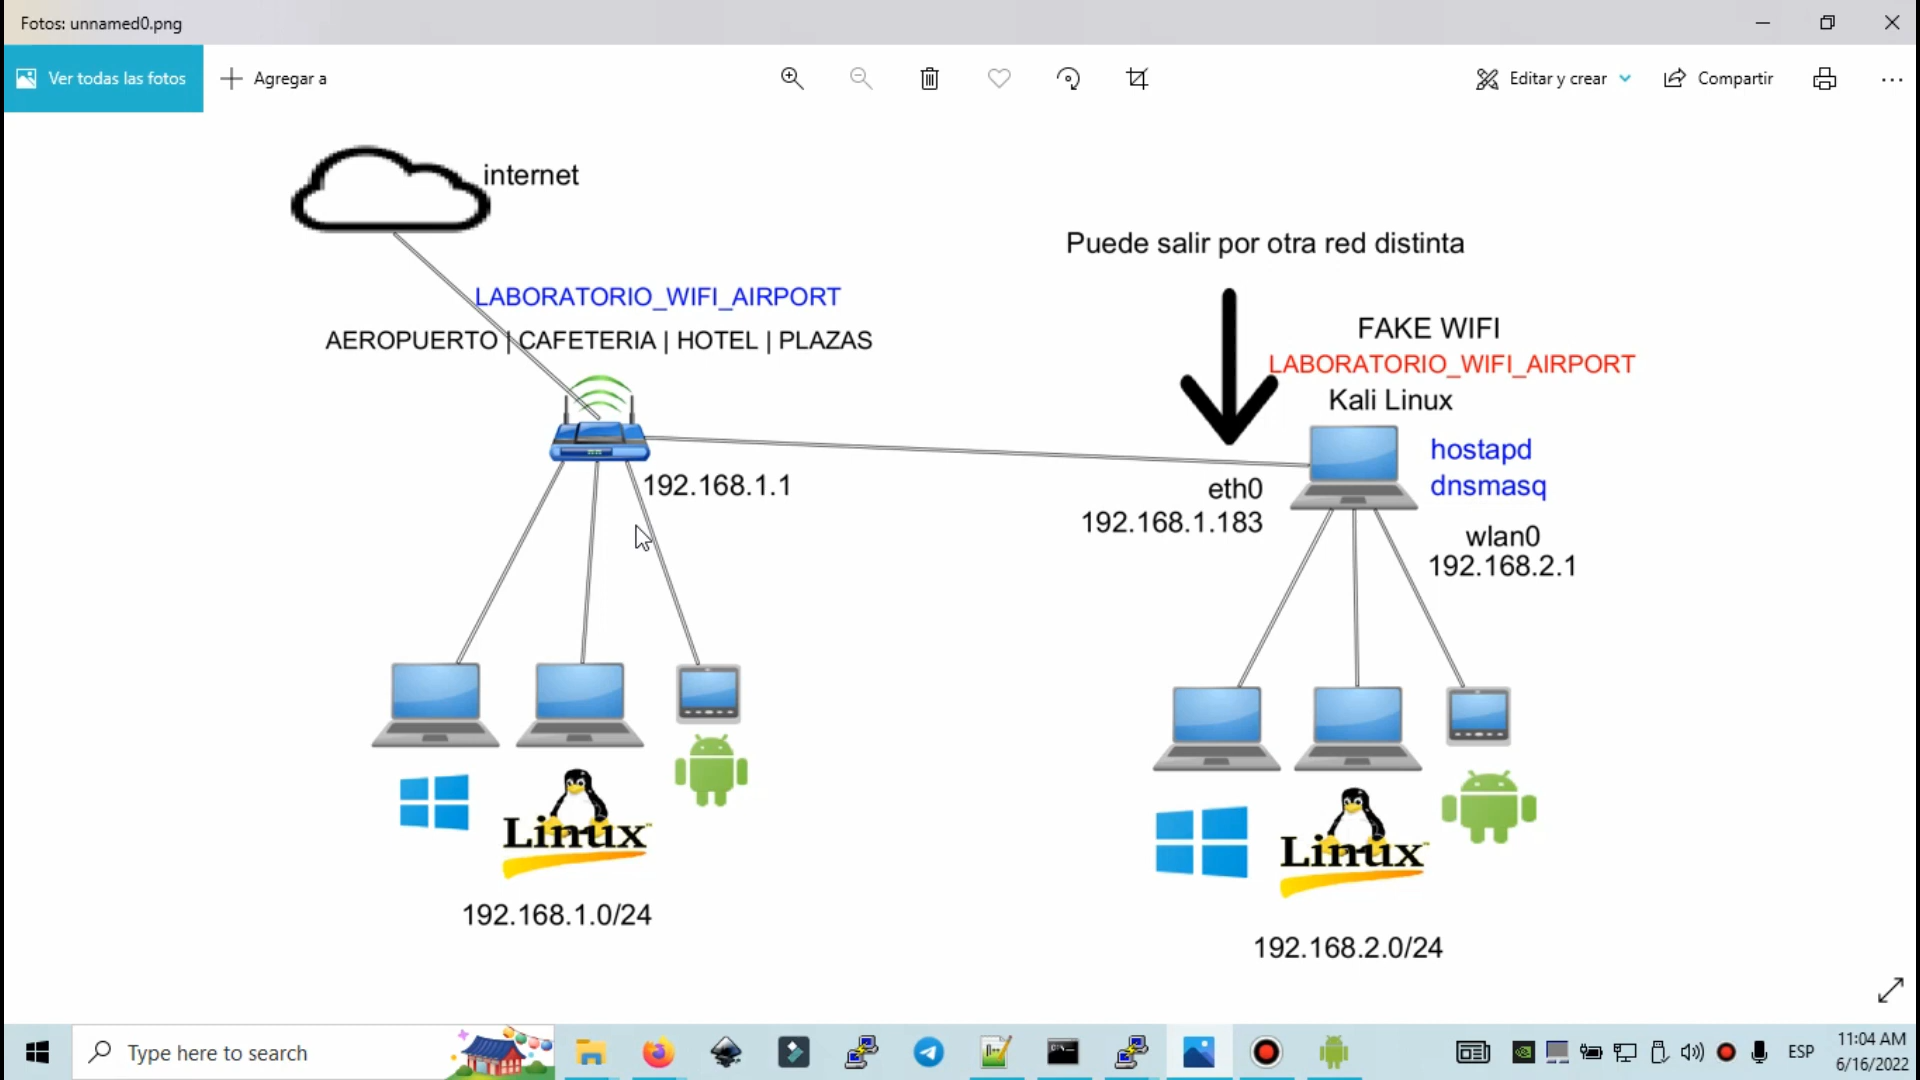 Fotos: unnamed0.png
Ver todas las fotos
Agregar a
Editar y crear
Compartir
internet
Puede salir por otra red distinta
LABORATORIO_WIFI_AIRPORT
AEROPUERTO | CAFETERIA | HOTEL | PLAZAS
FAKE WIFI
LABORATORIO_WIFI_AIRPORT
Kali Linux
hostapd
dnsmasq
192.168.1.1
eth0
192.168.1.183
wlan0
192.168.2.1
Linux
Linux
192.168.1.0/24
192.168.2.0/24
Type here to search
ESP
11:04 AM
6/16/2022